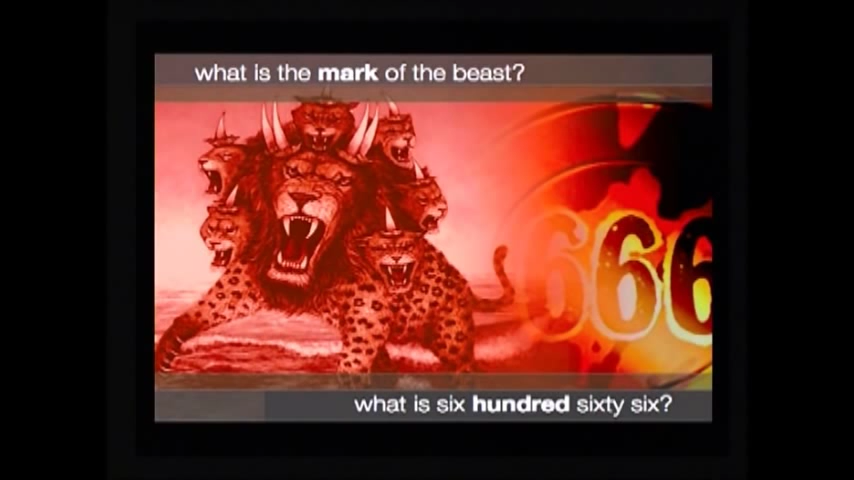 what is the mark of the beast?
666
what is six hundred sixty six?